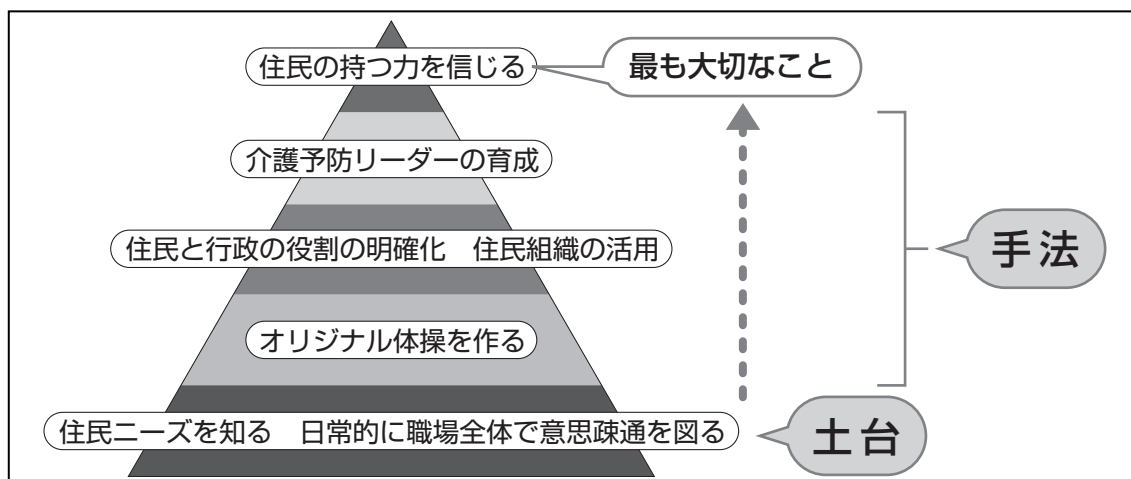 住民の持つ力を信じる
最も大切なこと
介護予防リーダーの育成
住民と行政の役割の明確化　住民組織の活用
手法
オリジナル体操を作る
住民ニーズを知る　日常的に職場全体で意思疎通を図る
土台